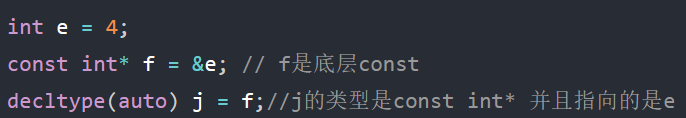 int e = 4;
const int* f = &e; // f是底层const
decltype(auto) j = f;//j的类型是const int* 并且指向的是e